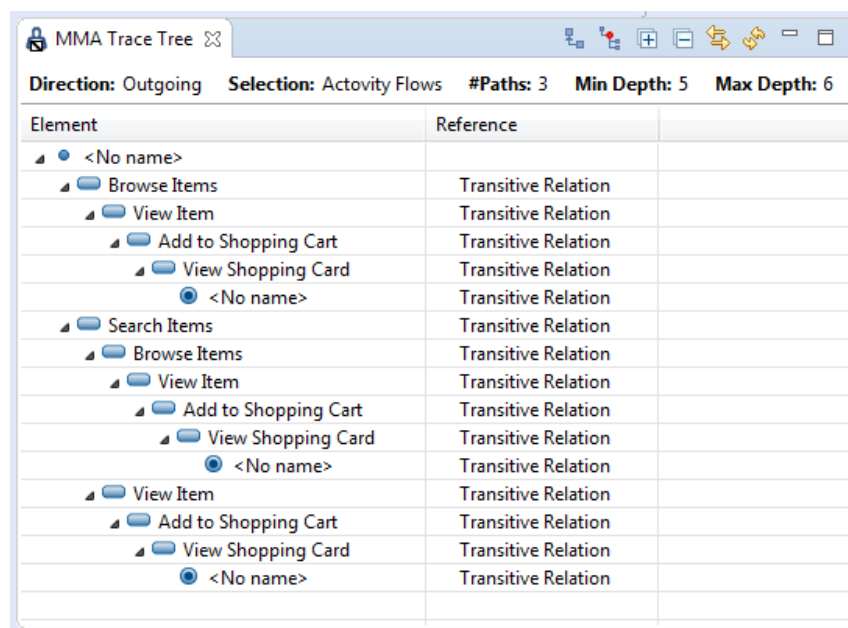 MMA Trace Tree
Direction: Outgoing Selection: Actovity Flows #Paths: 3 Min Depth: 5 Max Depth: 6
Element Reference
<No name>
Browse Items Transitive Relation
View Item Transitive Relation
Add to Shopping Cart Transitive Relation
View Shopping Card Transitive Relation
<No name> Transitive Relation
Search Items Transitive Relation
Browse Items Transitive Relation
View Item Transitive Relation
Add to Shopping Cart Transitive Relation
View Shopping Card Transitive Relation
<No name> Transitive Relation
View Item Transitive Relation
Add to Shopping Cart Transitive Relation
View Shopping Card Transitive Relation
<No name> Transitive Relation